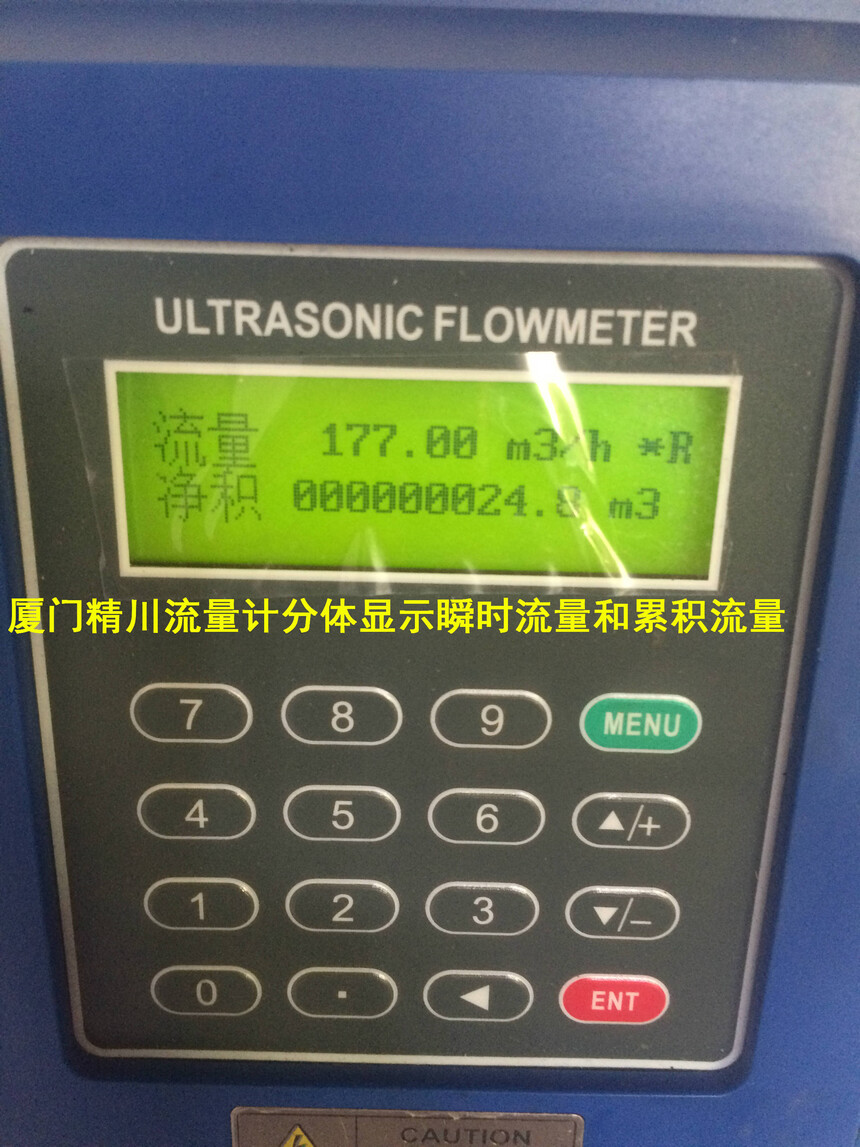 ULTRASONIC FLOWMETER
流量 177.00 m3/h *R
净积 000000024.8 m3
厦门精川流量计分体显示瞬时流量和累积流量
7 8 9 MENU
4 5 6 ▲/+
1 2 3 ▼/−
0 . ◀ ENT
CAUTION